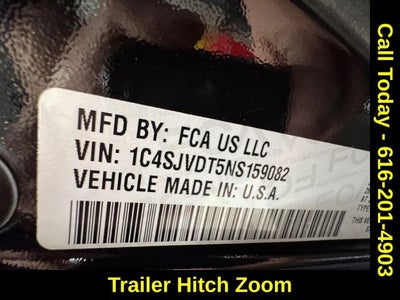 MFD BY: FCA US LLC
VIN: 1C4SJVDT5NS159082
VEHICLE MADE IN: U.S.A.
Call Today - 616-201-4903
Trailer Hitch Zoom